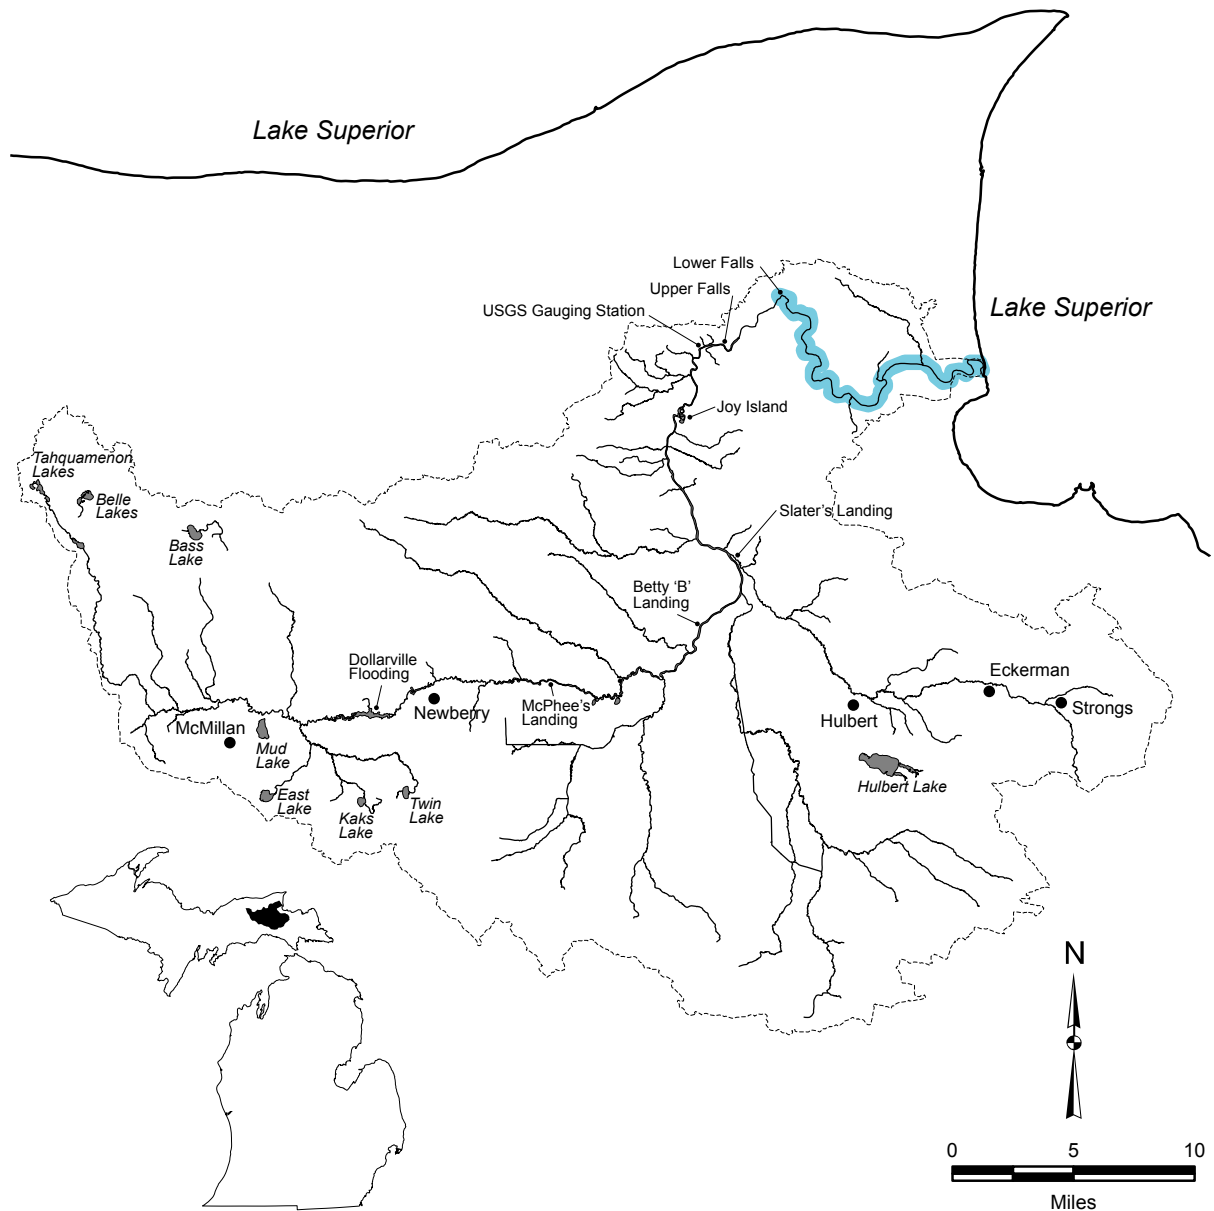 Lake Superior
Lower Falls
Upper Falls
USGS Gauging Station
Lake Superior
Joy Island
Tahquamenon
Lakes
Belle
Lakes
Bass
Lake
Slater's Landing
Betty ‘B’
Landing
Dollarville
Flooding
Newberry
McPhee's
Landing
Eckerman
Strongs
Hulbert
Hulbert Lake
McMillan
Mud
Lake
East
Lake
Kaks
Lake
Twin
Lake
N
0 5 10
Miles